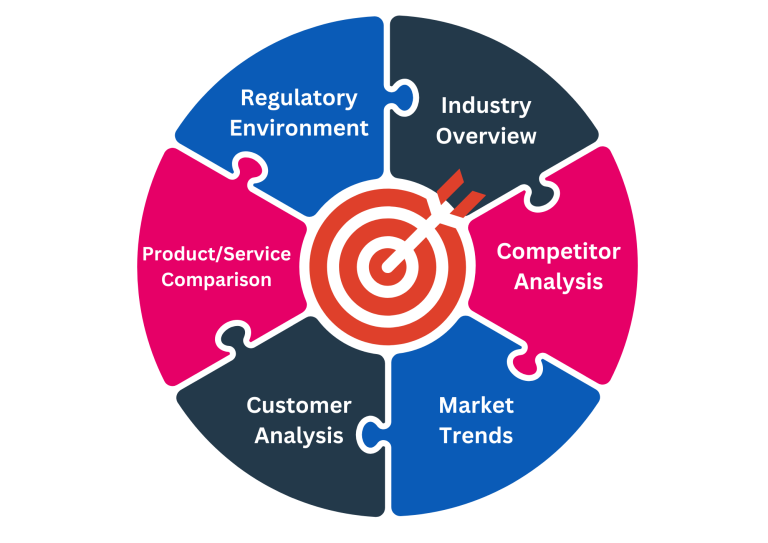 Regulatory
Environment
Industry
Overview
Product/Service
Comparison
Competitor
Analysis
Customer
Analysis
Market
Trends